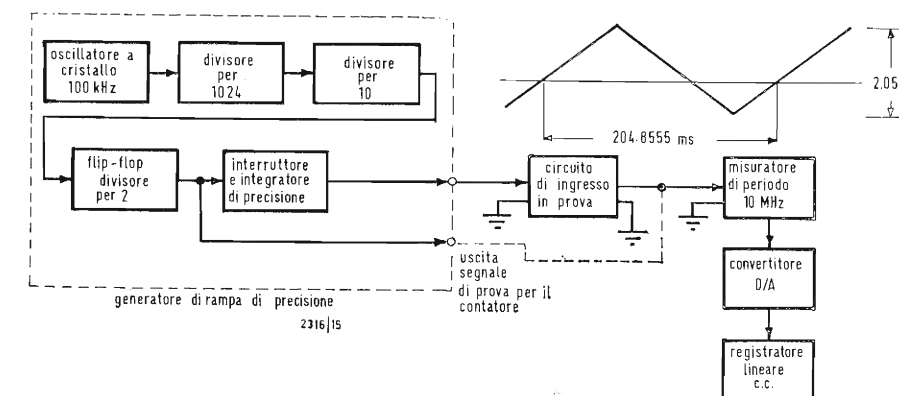 oscillatore a
cristallo
100 kHz
divisore
per
1024
divisore
per
10
2.05
204.8555 ms
flip-flop
divisore
per 2
interruttore
e integratore
di precisione
circuito
di ingresso
in prova
misuratore
di periodo
10 MHz
uscita
segnale
di prova per il
contatore
convertitore
D/A
generatore di rampa di precisione
2316/15
registratore
lineare
c.c.